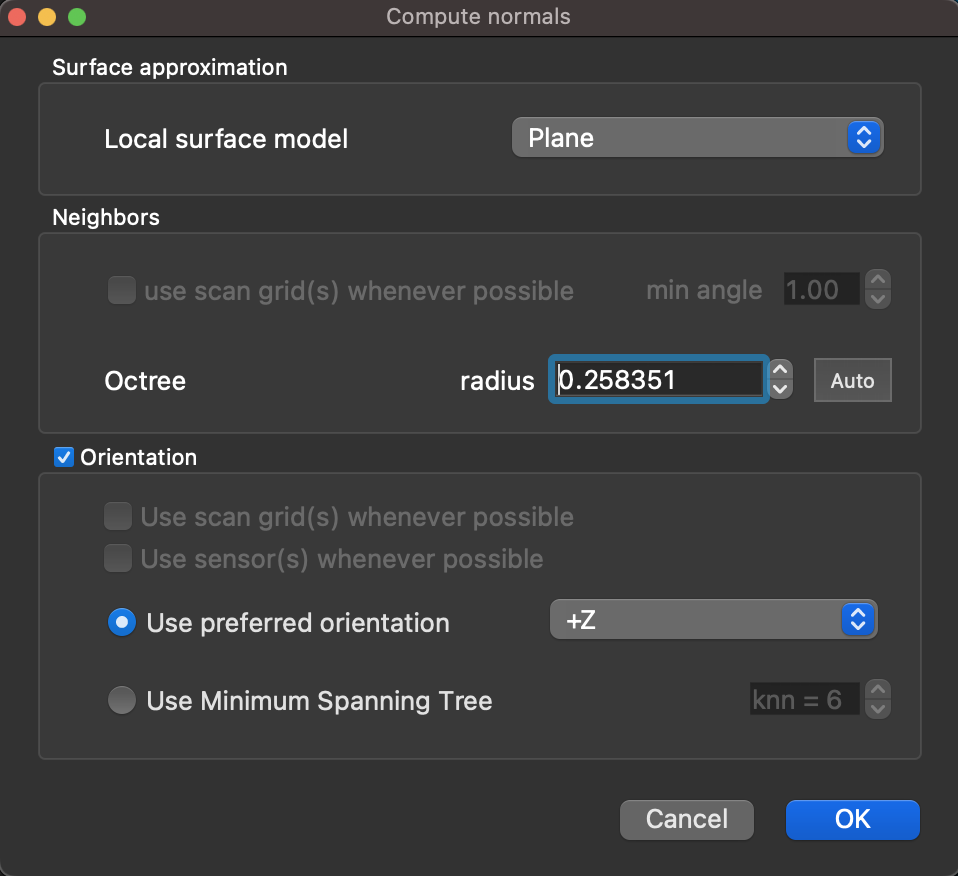 Compute normals
Surface approximation
Local surface model Plane
Neighbors
use scan grid(s) whenever possible min angle 1.00
Octree radius 0.258351 Auto
Orientation
Use scan grid(s) whenever possible
Use sensor(s) whenever possible
Use preferred orientation +Z
Use Minimum Spanning Tree knn = 6
Cancel OK